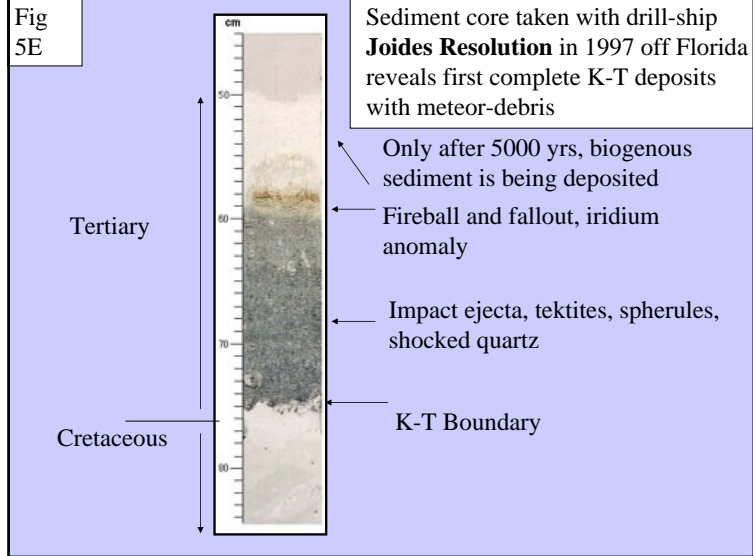 Fig
5E
Sediment core taken with drill-ship
Joides Resolution in 1997 off Florida
reveals first complete K-T deposits
with meteor-debris
cm
50
60
70
80
Only after 5000 yrs, biogenous
sediment is being deposited
Fireball and fallout, iridium
anomaly
Tertiary
Impact ejecta, tektites, spherules,
shocked quartz
K-T Boundary
Cretaceous